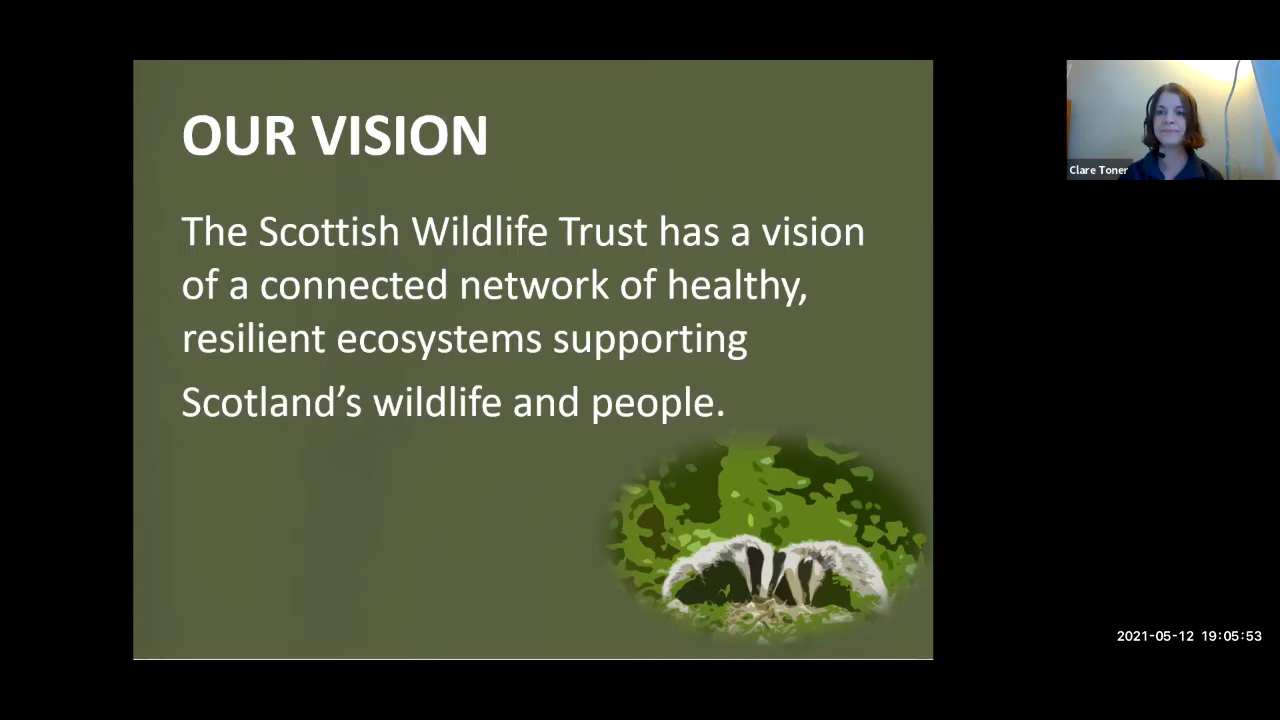 OUR VISION
The Scottish Wildlife Trust has a vision
of a connected network of healthy,
resilient ecosystems supporting
Scotland’s wildlife and people.
Clare Toner
2021-05-12 19:05:53